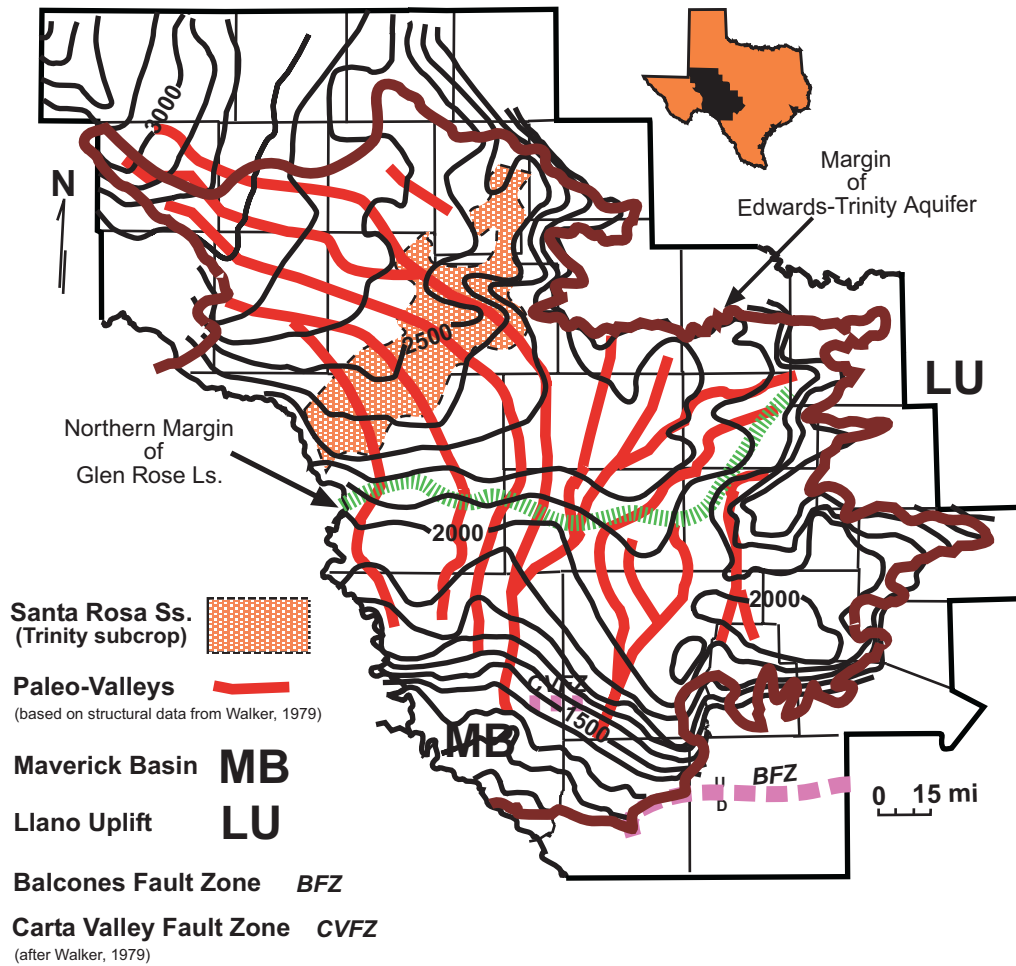 3000
N
Margin
of
Edwards-Trinity Aquifer
2500
LU
Northern Margin
of
Glen Rose Ls.
2000
2000
Santa Rosa Ss.
(Trinity subcrop)
Paleo-Valleys
(based on structural data from Walker, 1979)
CVFZ
1500
MB
Maverick Basin MB
BFZ
U
D
0 15 mi
Llano Uplift LU
Balcones Fault Zone BFZ
Carta Valley Fault Zone CVFZ
(after Walker, 1979)